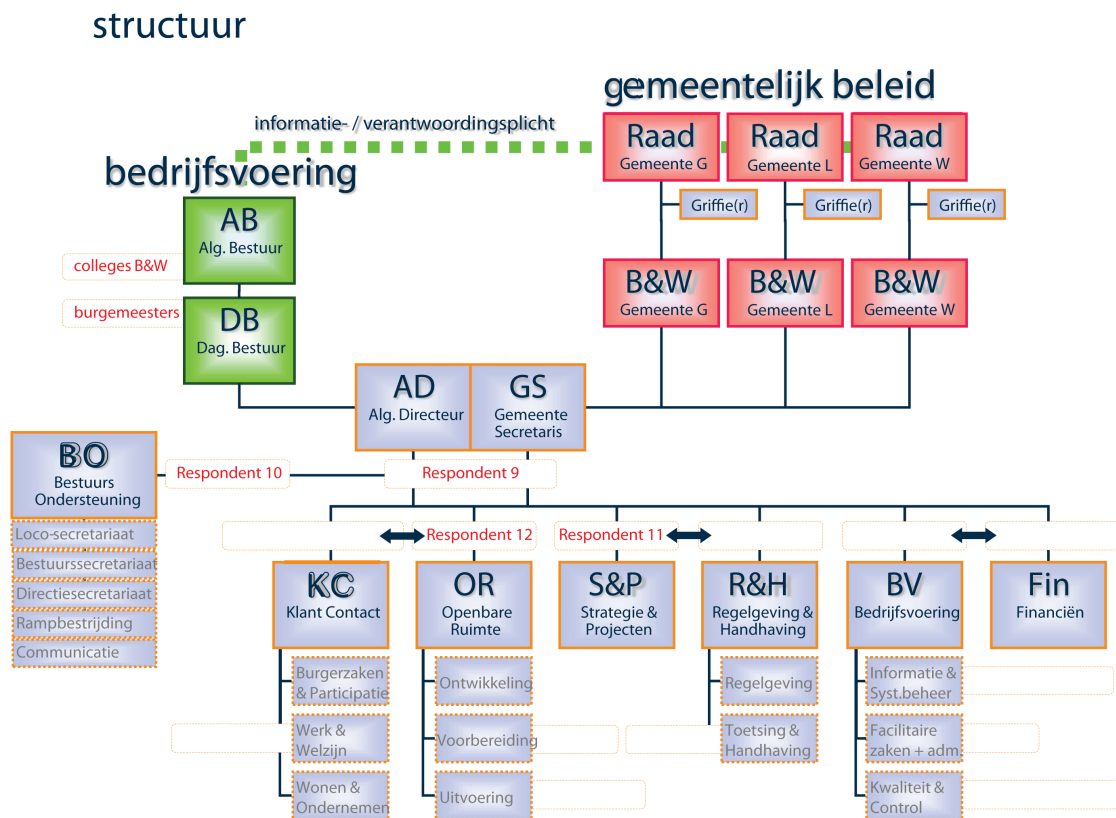 structuur
gemeentelijk beleid
informatie- / verantwoordingsplicht
bedrijfsvoering
Raad
Gemeente G
Raad
Gemeente L
Raad
Gemeente W
Griffie(r)
Griffie(r)
Griffie(r)
AB
Alg. Bestuur
colleges B&W
burgemeesters
DB
Dag. Bestuur
B&W
Gemeente G
B&W
Gemeente L
B&W
Gemeente W
AD
Alg. Directeur
GS
Gemeente
Secretaris
BO
Bestuurs
Ondersteuning
Respondent 10
Respondent 9
Loco-secretariaat
Bestuurssecretariaat
Directiesecretariaat
Rampbestrijding
Communicatie
Respondent 12
Respondent 11
KC
Klant Contact
OR
Openbare
Ruimte
S&P
Strategie &
Projecten
R&H
Regelgeving &
Handhaving
BV
Bedrijfsvoering
Fin
Financiën
Burgerzaken
& Participatie
Werk &
Welzijn
Wonen &
Ondernemen
Ontwikkeling
Voorbereiding
Uitvoering
Regelgeving
Toetsing &
Handhaving
Informatie &
Syst.beheer
Facilitaire
zaken + adm.
Kwaliteit &
Control